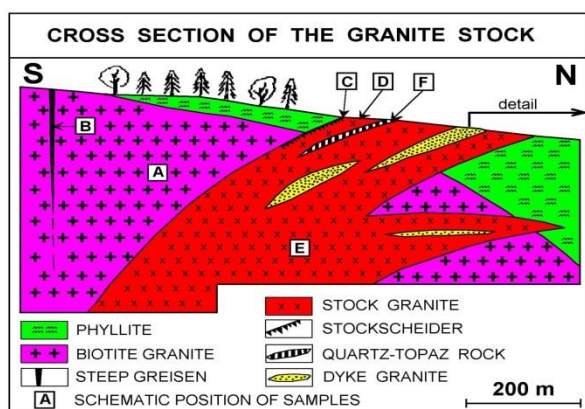 CROSS SECTION OF THE GRANITE STOCK
S
N
C
D
F
detail
B
A
E
PHYLLITE
BIOTITE GRANITE
STEEP GREISEN
A SCHEMATIC POSITION OF SAMPLES
STOCK GRANITE
STOCKSCHEIDER
QUARTZ-TOPAZ ROCK
DYKE GRANITE
200 m